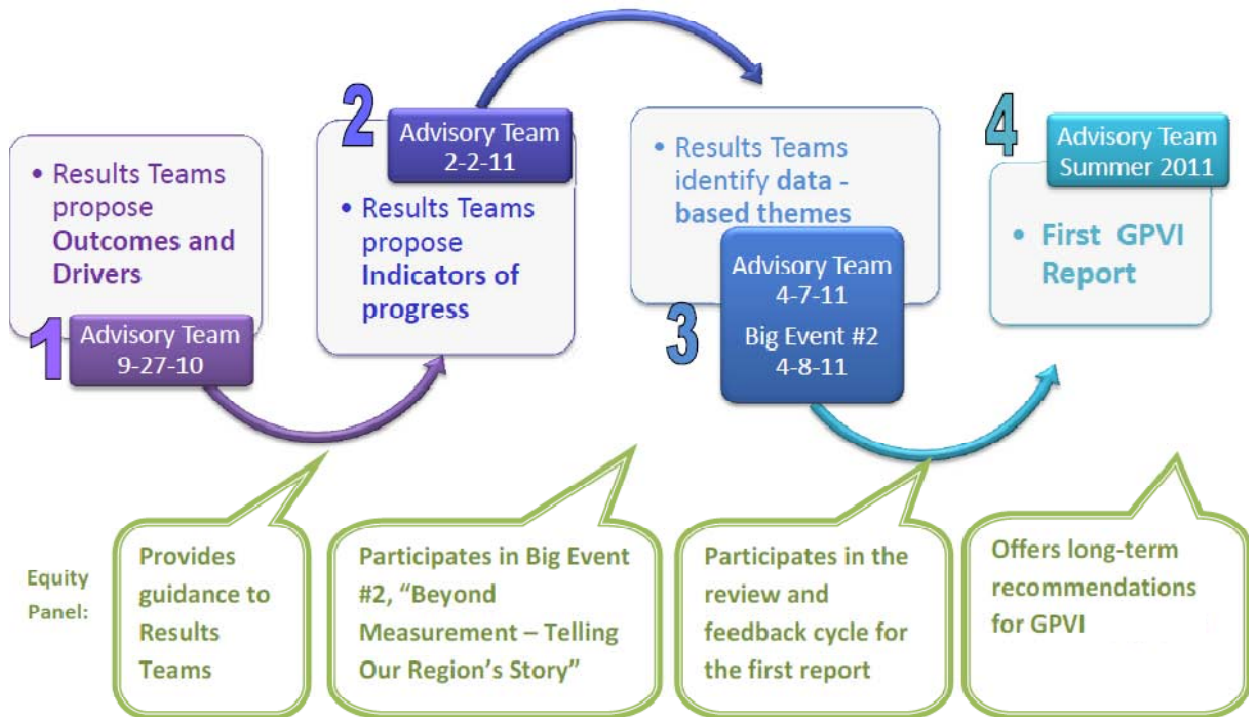 1
• Results Teams
propose
Outcomes and
Drivers
Advisory Team
9-27-10
2
Advisory Team
2-2-11
• Results Teams
propose
Indicators of
progress
• Results Teams
identify data -
based themes
3
Advisory Team
4-7-11
Big Event #2
4-8-11
4
Advisory Team
Summer 2011
• First GPVI
Report
Equity
Panel:
Provides
guidance to
Results
Teams
Participates in Big Event
#2, “Beyond
Measurement – Telling
Our Region’s Story”
Participates in the
review and
feedback cycle for
the first report
Offers long-term
recommendations
for GPVI